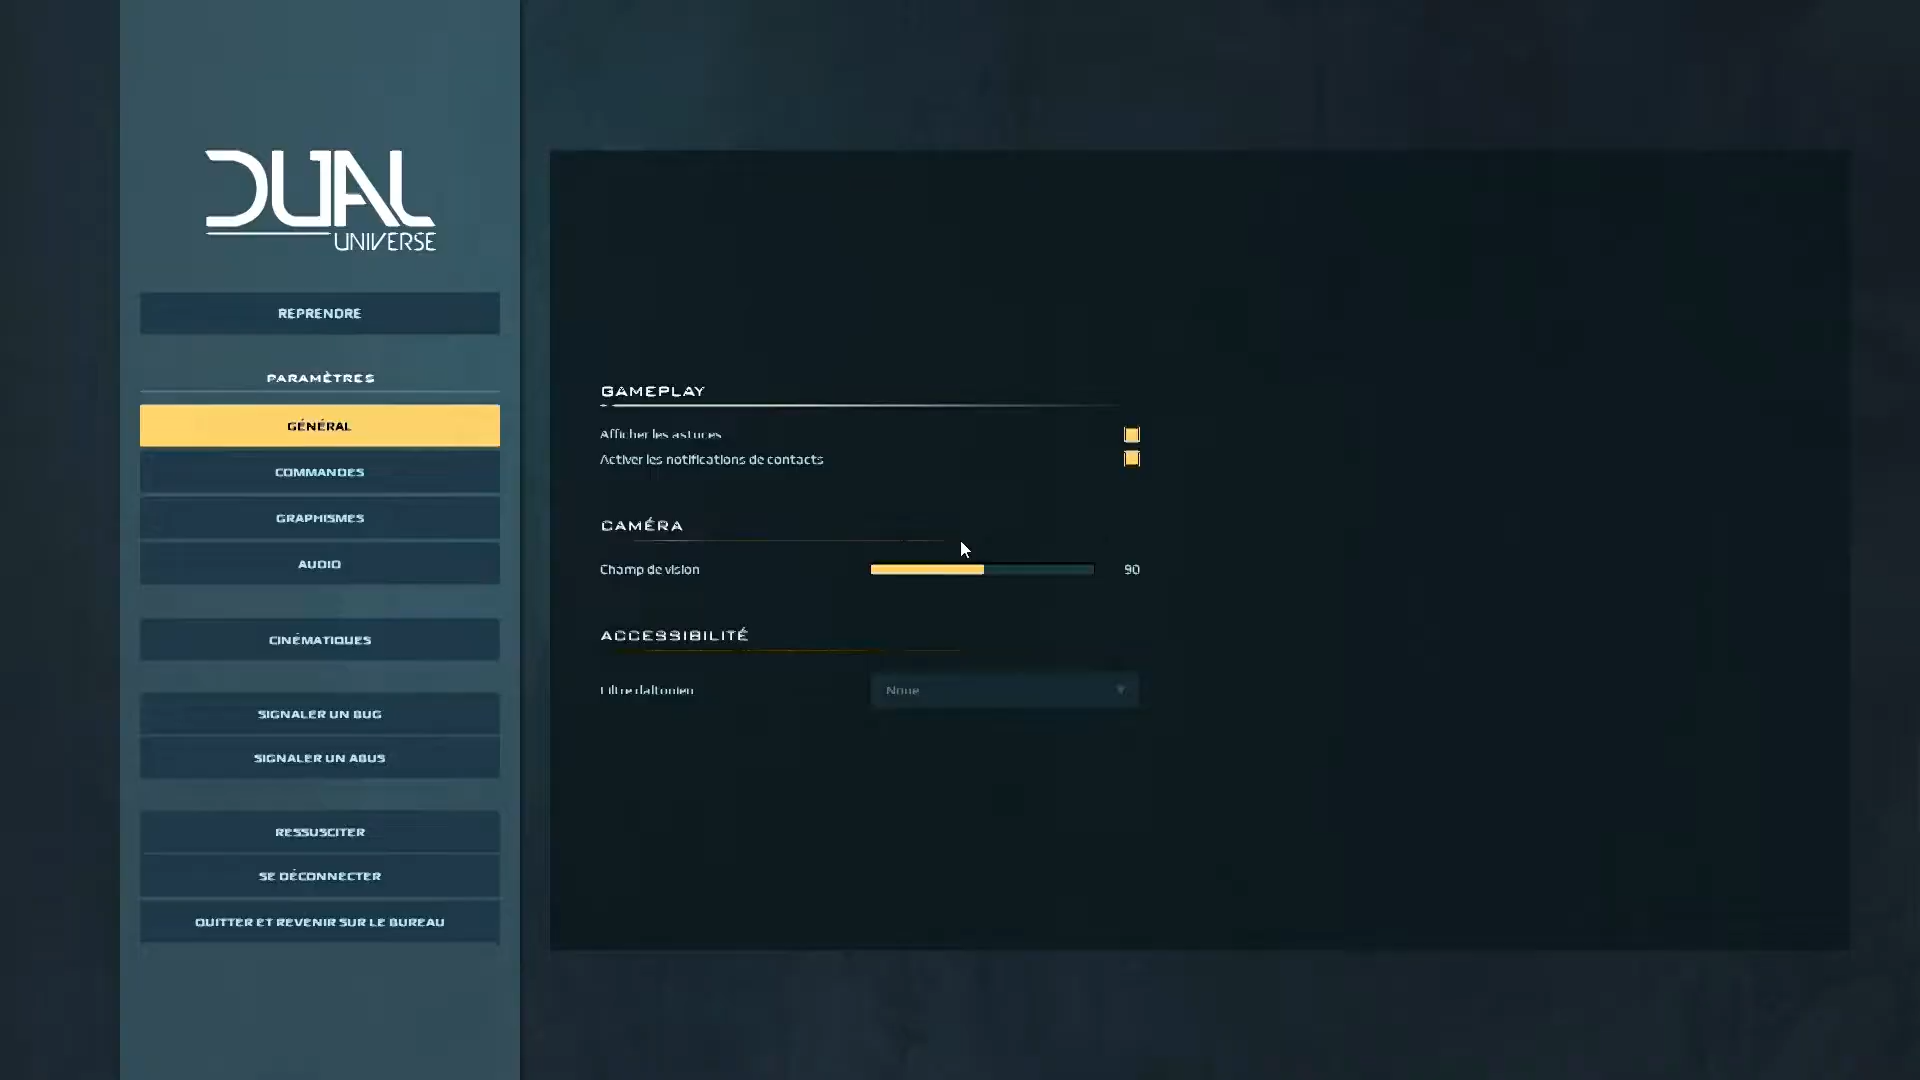 DUAL
UNIVERSE
REPRENDRE
PARAMÈTRES
GÉNÉRAL
COMMANDES
GRAPHISMES
AUDIO
CINÉMATIQUES
SIGNALER UN BUG
SIGNALER UN ABUS
RESSUSCITER
SE DÉCONNECTER
QUITTER ET REVENIR SUR LE BUREAU
GAMEPLAY
Afficher les astuces
Activer les notifications de contacts
CAMÉRA
Champ de vision 90
ACCESSIBILITÉ
Filtre daltonien None